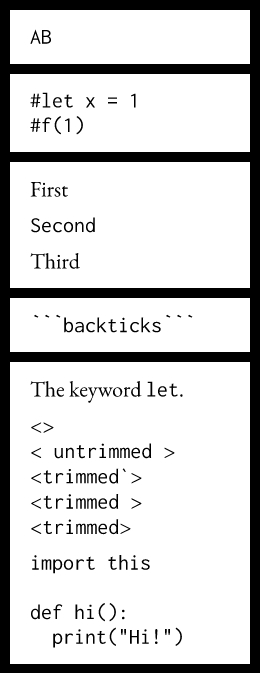 AB
#let x = 1
#f(1)
First
Second
Third
```backticks```
The keyword let.
<>
< untrimmed >
<trimmed`>
<trimmed >
<trimmed>
import this

def hi():
  print("Hi!")